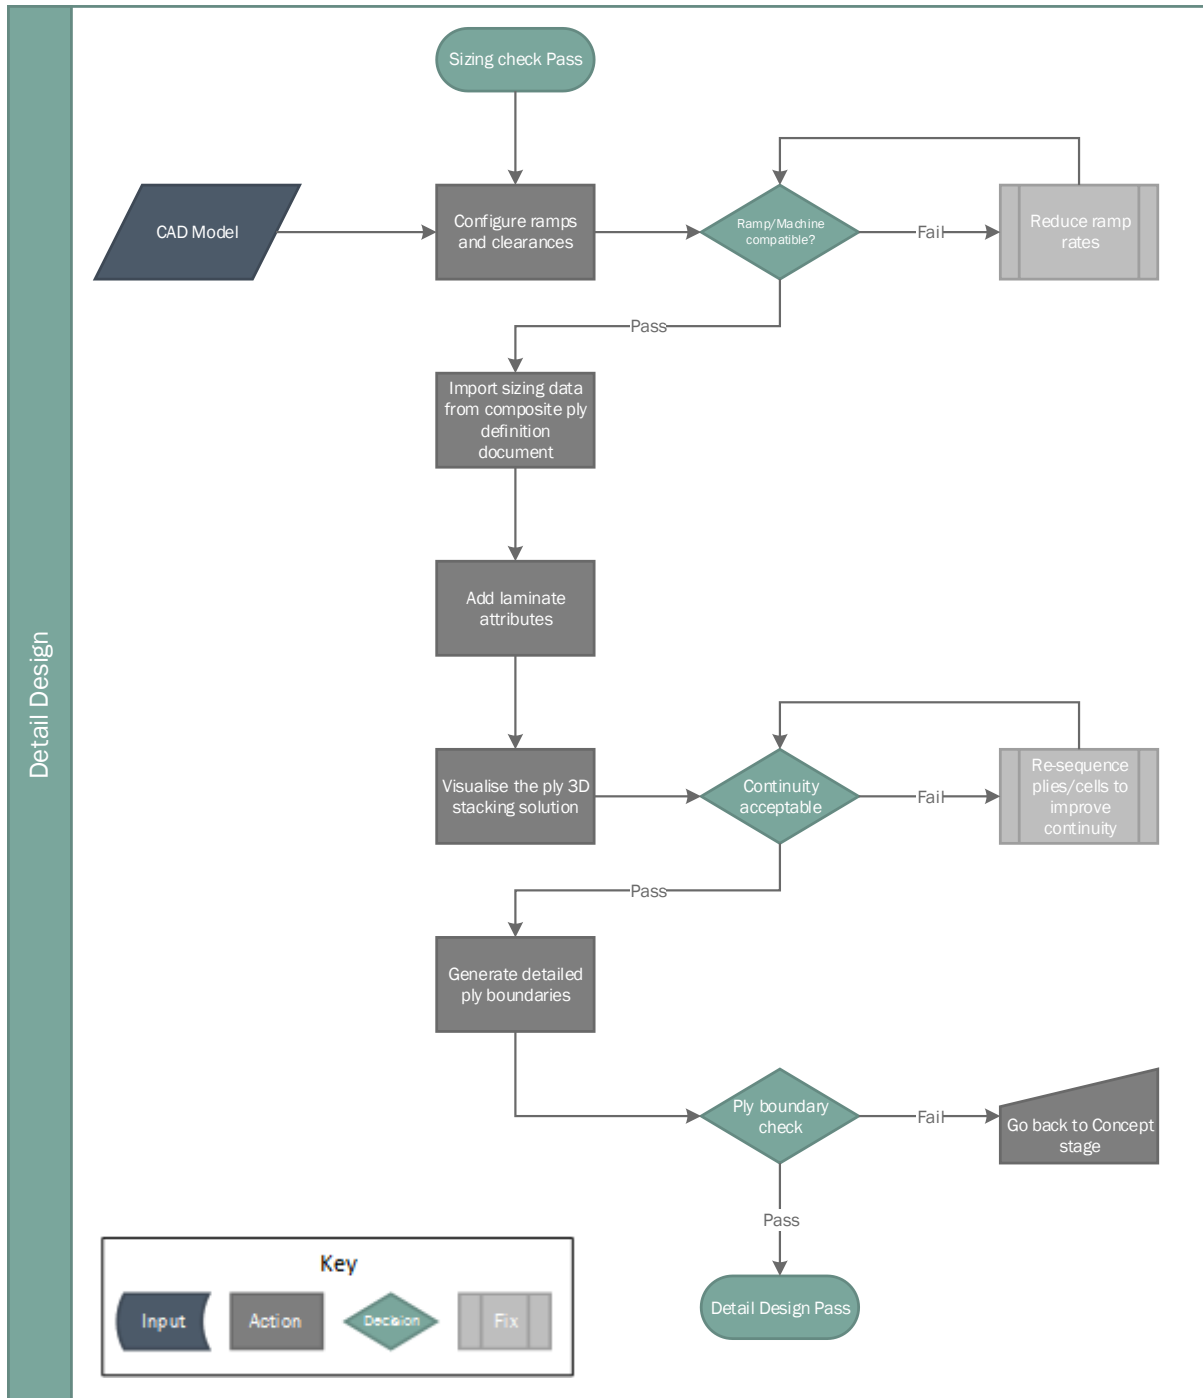 Detail Design
Sizing check Pass
CAD Model
Configure ramps
and clearances
Ramp/Machine
compatible?
Fail
Reduce ramp
rates
Pass
Import sizing data
from composite ply
definition
document
Add laminate
attributes
Visualise the ply 3D
stacking solution
Continuity
acceptable
Fail
Re-sequence
plies/cells to
improve
continuity
Pass
Generate detailed
ply boundaries
Ply boundary
check
Fail
Go back to Concept
stage
Pass
Detail Design Pass
Key
Input
Action
Decision
Fix